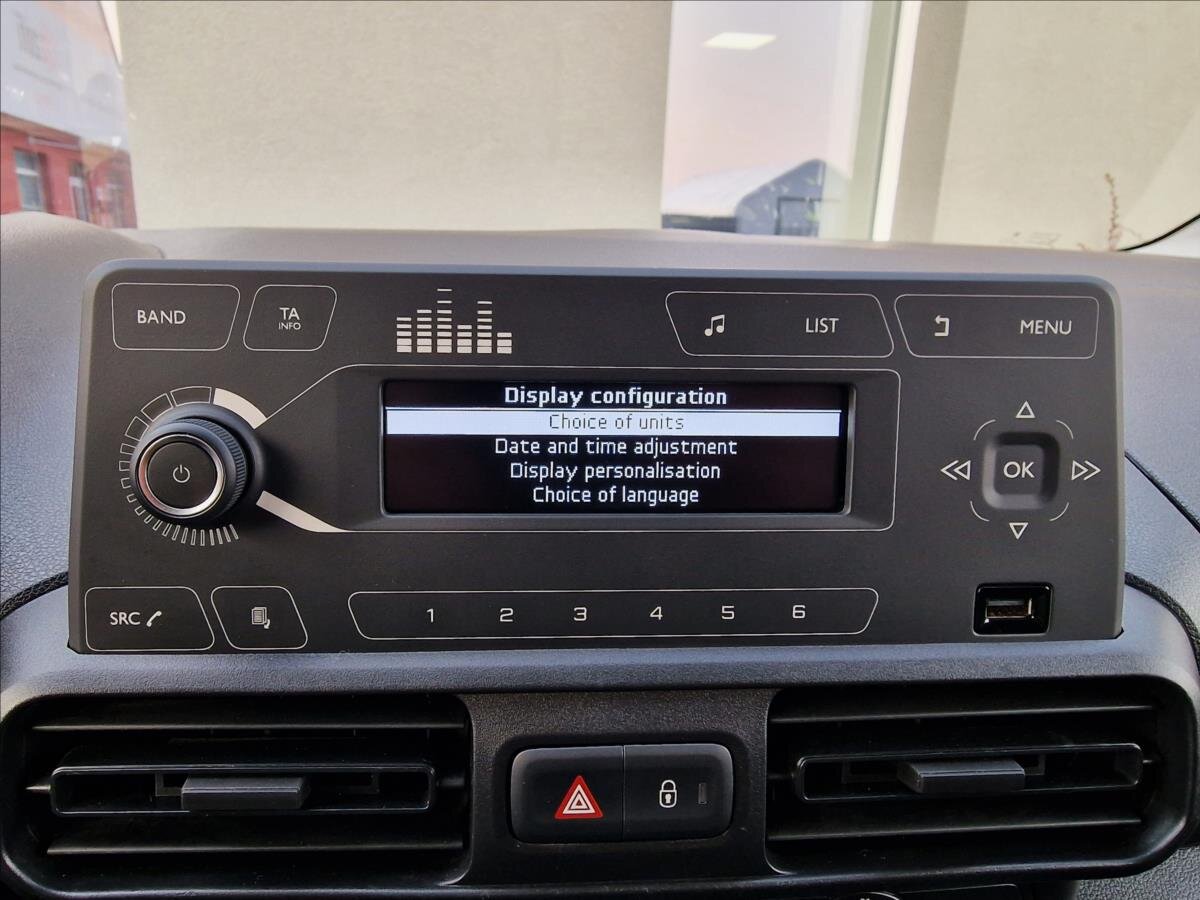 BAND
TA
INFO
LIST
MENU
Display configuration
Choice of units
Date and time adjustment
Display personalisation
Choice of language
OK
SRC
1 2 3 4 5 6